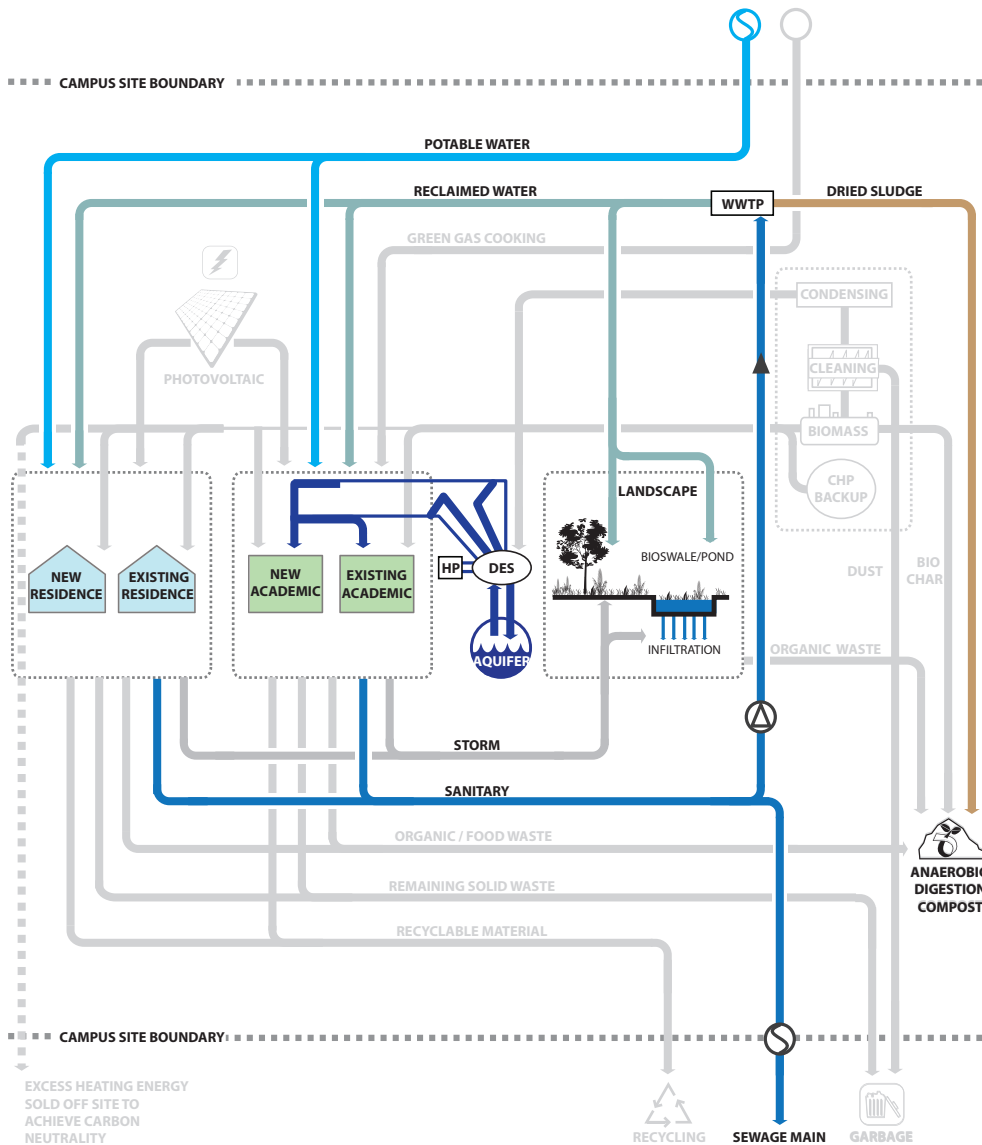 CAMPUS SITE BOUNDARY
POTABLE WATER
RECLAIMED WATER
WWTP
DRIED SLUDGE
GREEN GAS COOKING
CONDENSING
PHOTOVOLTAIC
CLEANING
BIOMASS
CHP
BACKUP
LANDSCAPE
BIOSWALE/POND
HP
DES
NEW
RESIDENCE
EXISTING
RESIDENCE
NEW
ACADEMIC
EXISTING
ACADEMIC
DUST
BIO
CHAR
AQUIFER
INFILTRATION
ORGANIC WASTE
STORM
SANITARY
ORGANIC / FOOD WASTE
ANAEROBIC
DIGESTION
COMPOST
REMAINING SOLID WASTE
RECYCLABLE MATERIAL
CAMPUS SITE BOUNDARY
EXCESS HEATING ENERGY
SOLD OFF SITE TO
ACHIEVE CARBON
NEUTRALITY
RECYCLING
SEWAGE MAIN
GARBAGE